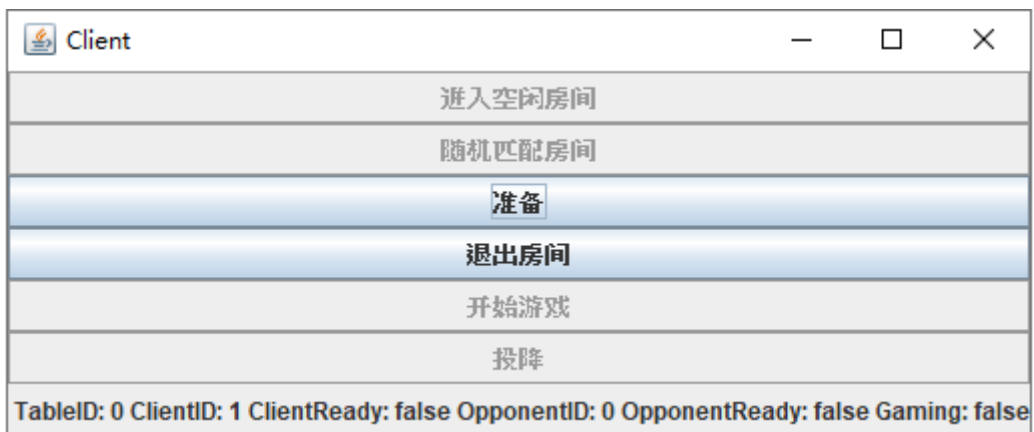 Client
进入空闲房间
随机匹配房间
准备
退出房间
开始游戏
投降
TableID: 0 ClientID: 1 ClientReady: false OpponentID: 0 OpponentReady: false Gaming: false